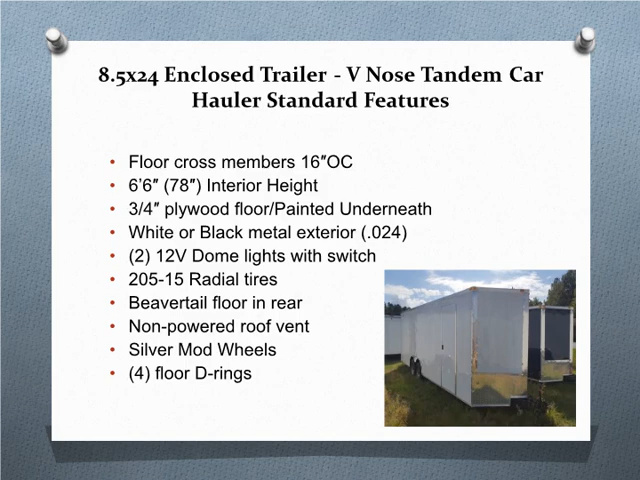 8.5x24 Enclosed Trailer - V Nose Tandem Car
Hauler Standard Features
• Floor cross members 16″OC
• 6’6″ (78″) Interior Height
• 3/4″ plywood floor/Painted Underneath
• White or Black metal exterior (.024)
• (2) 12V Dome lights with switch
• 205-15 Radial tires
• Beavertail floor in rear
• Non-powered roof vent
• Silver Mod Wheels
• (4) floor D-rings